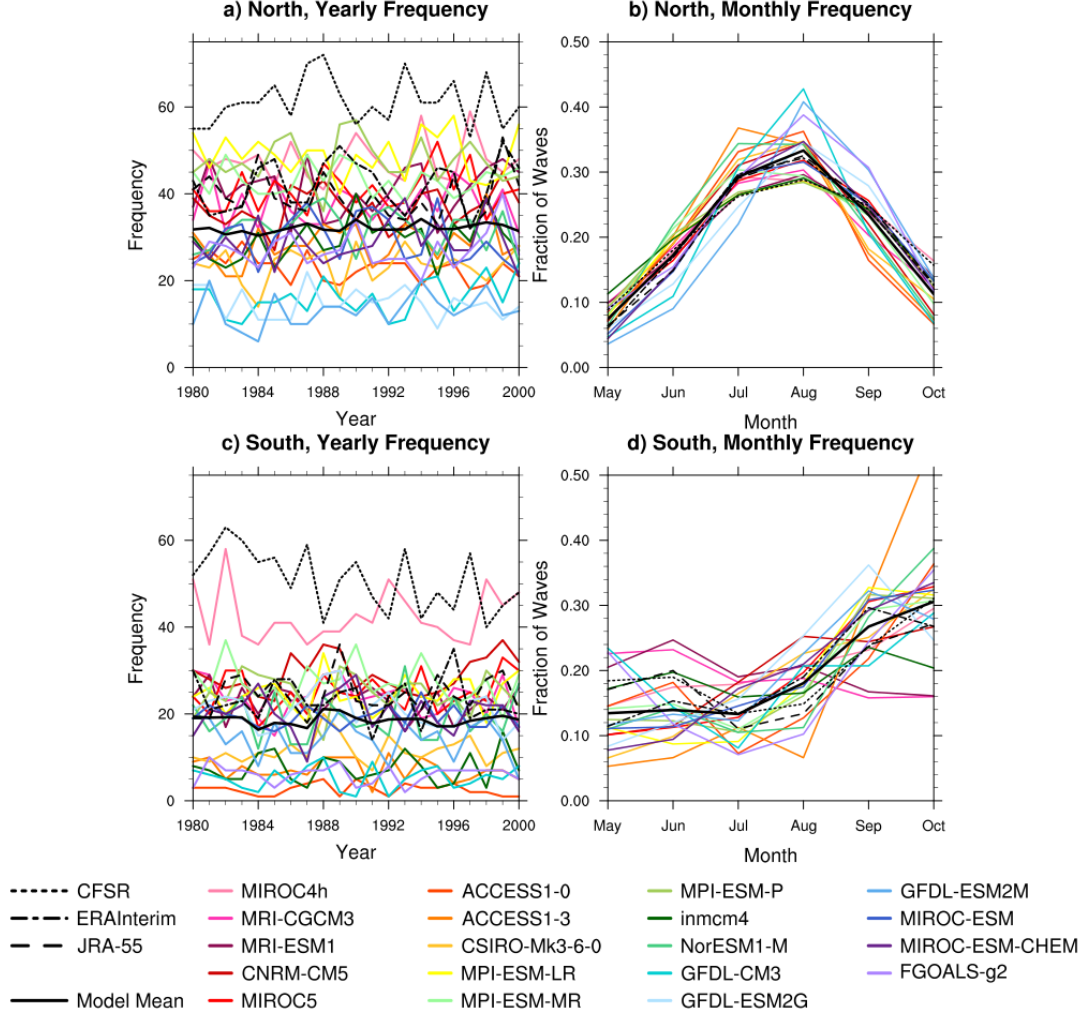 a) North, Yearly Frequency
b) North, Monthly Frequency
Frequency
0
20
40
60
1980 1984 1988 1992 1996 2000
Year
Fraction of Waves
0.00
0.10
0.20
0.30
0.40
0.50
May Jun Jul Aug Sep Oct
Month
c) South, Yearly Frequency
d) South, Monthly Frequency
Frequency
0
20
40
60
1980 1984 1988 1992 1996 2000
Year
Fraction of Waves
0.00
0.10
0.20
0.30
0.40
0.50
May Jun Jul Aug Sep Oct
Month
CFSR
ERAInterim
JRA-55
Model Mean
MIROC4h
MRI-CGCM3
MRI-ESM1
CNRM-CM5
MIROC5
ACCESS1-0
ACCESS1-3
CSIRO-Mk3-6-0
MPI-ESM-LR
MPI-ESM-MR
MPI-ESM-P
inmcm4
NorESM1-M
GFDL-CM3
GFDL-ESM2G
GFDL-ESM2M
MIROC-ESM
MIROC-ESM-CHEM
FGOALS-g2